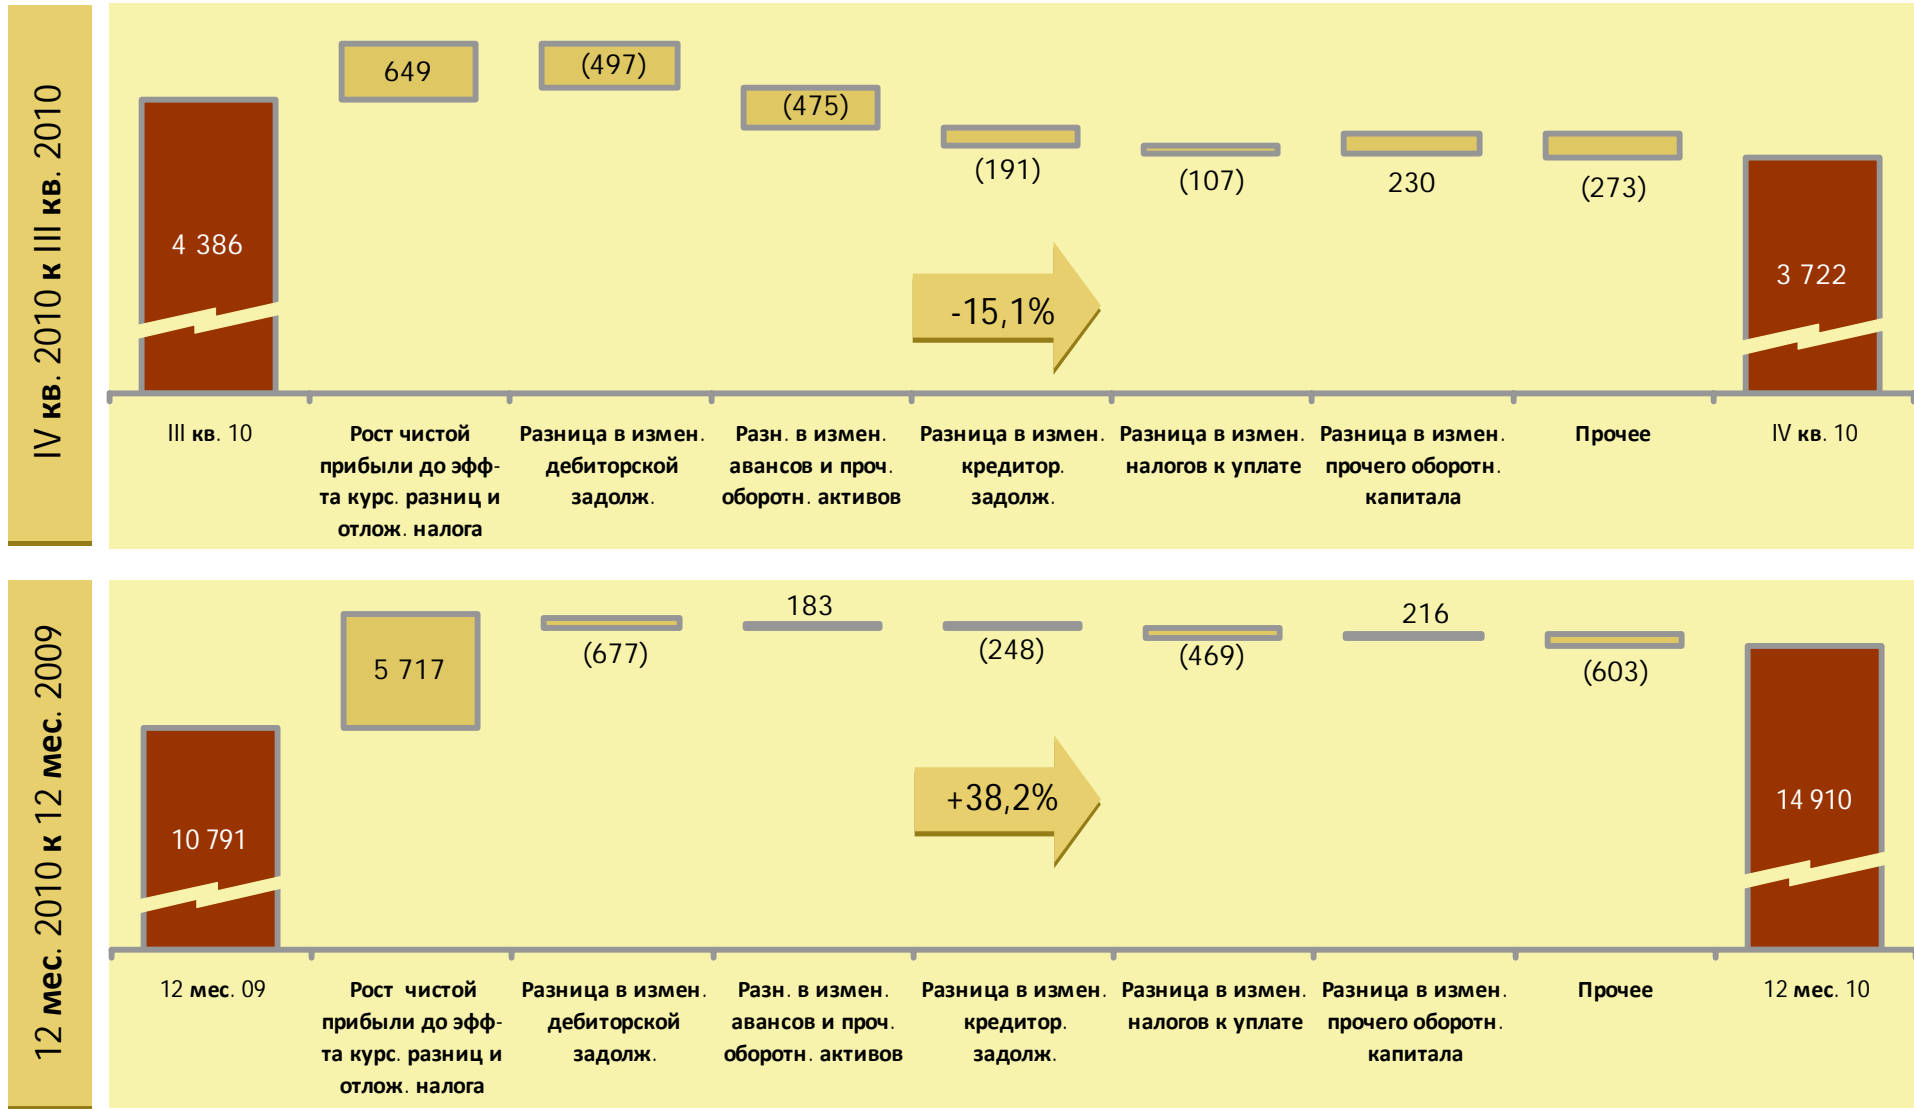 IV кв. 2010 к III кв. 2010
649
(497)
(475)
(191)
(107)
230
(273)
4 386
3 722
-15,1%
III кв. 10
Рост чистой
прибыли до эфф-
та курс. разниц и
отлож. налога
Разница в измен.
дебиторской
задолж.
Разн. в измен.
авансов и проч.
оборотн. активов
Разница в измен.
кредитор.
задолж.
Разница в измен.
налогов к уплате
Разница в измен.
прочего оборотн.
капитала
Прочее
IV кв. 10
12 мес. 2010 к 12 мес. 2009
5 717
(677)
183
(248)
(469)
216
(603)
10 791
14 910
+38,2%
12 мес. 09
Рост чистой
прибыли до эфф-
та курс. разниц и
отлож. налога
Разница в измен.
дебиторской
задолж.
Разн. в измен.
авансов и проч.
оборотн. активов
Разница в измен.
кредитор.
задолж.
Разница в измен.
налогов к уплате
Разница в измен.
прочего оборотн.
капитала
Прочее
12 мес. 10